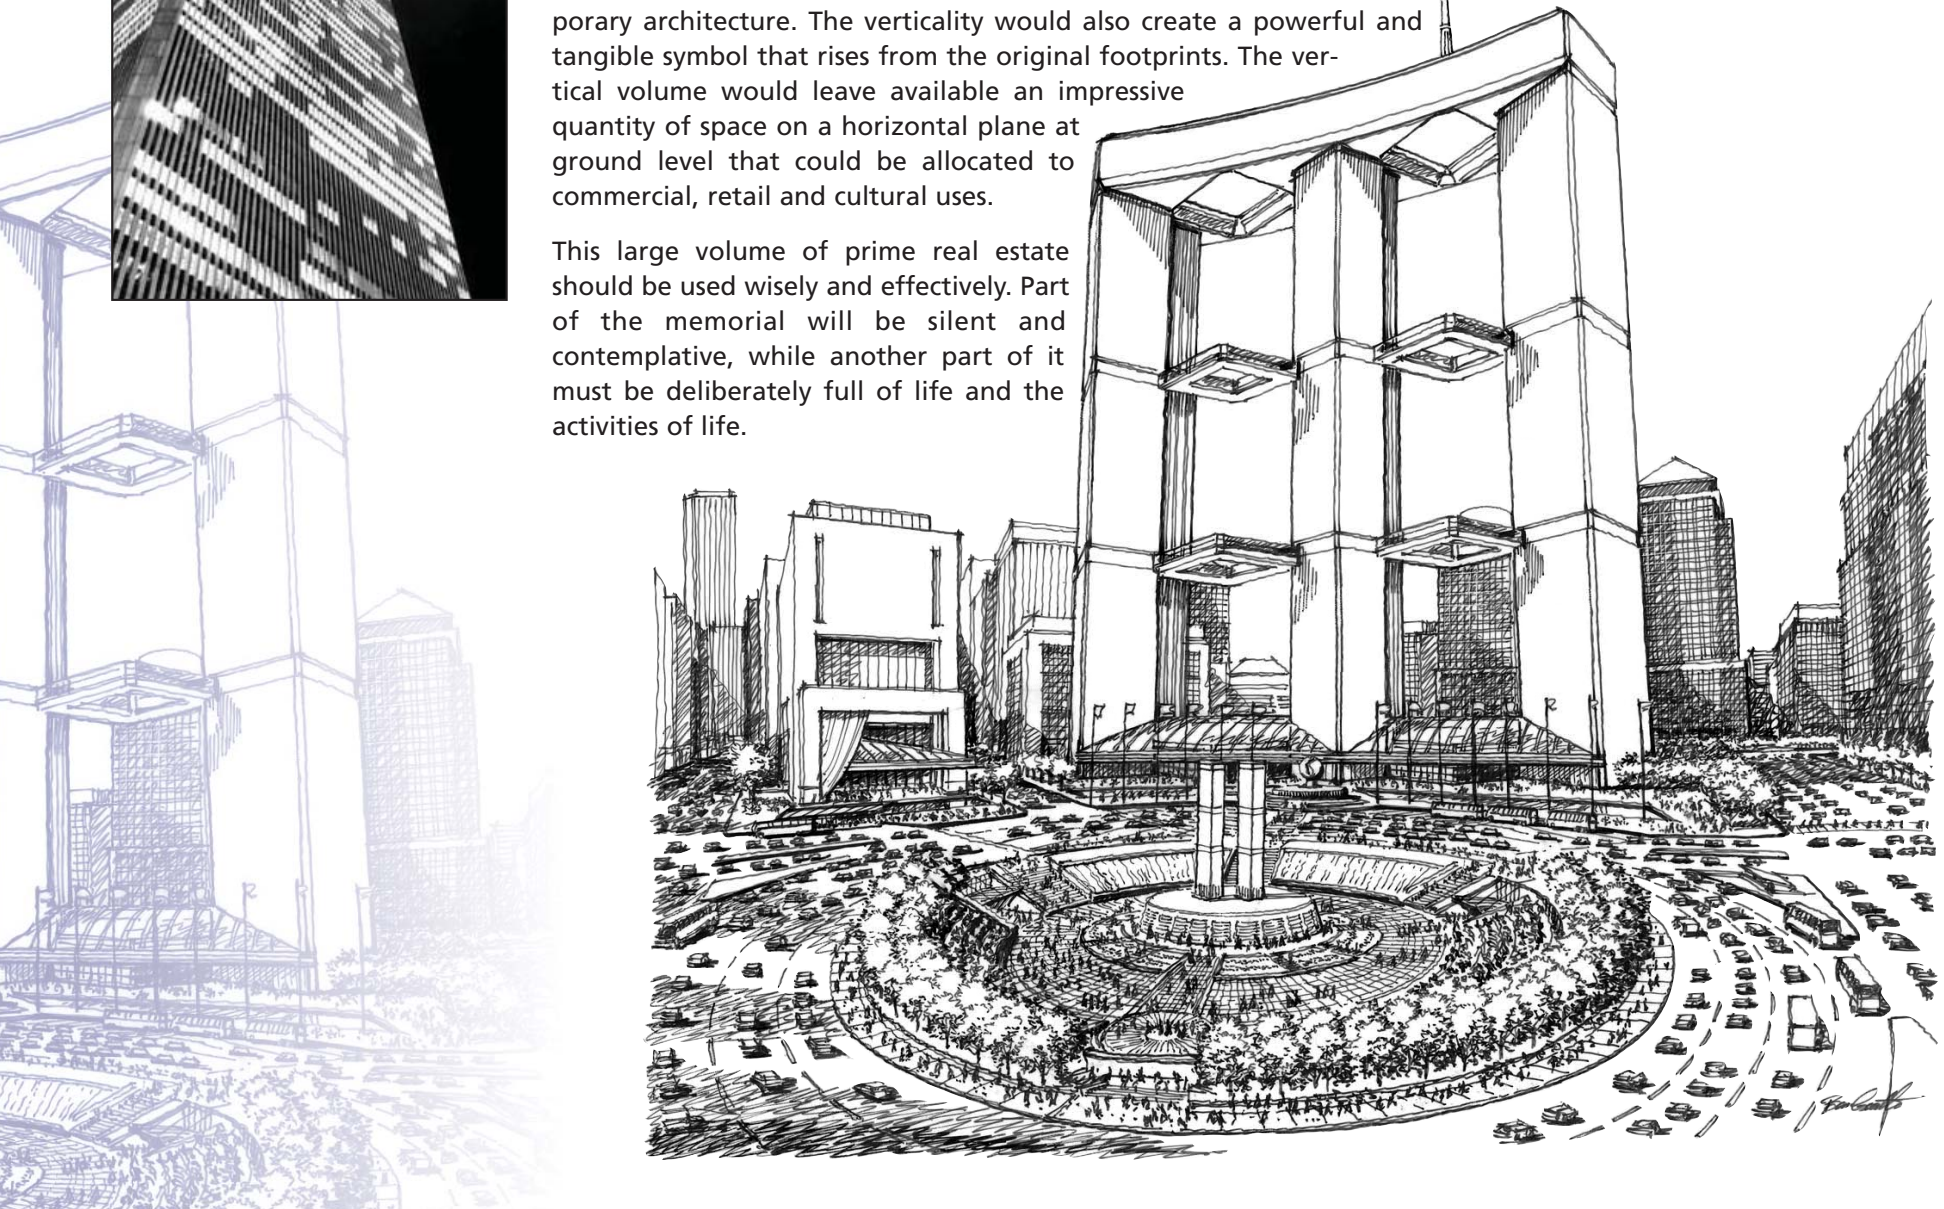 porary architecture. The verticality would also create a powerful and
tangible symbol that rises from the original footprints. The ver-
tical volume would leave available an impressive
quantity of space on a horizontal plane at
ground level that could be allocated to
commercial, retail and cultural uses.
This large volume of prime real estate
should be used wisely and effectively. Part
of the memorial will be silent and
contemplative, while another part of it
must be deliberately full of life and the
activities of life.